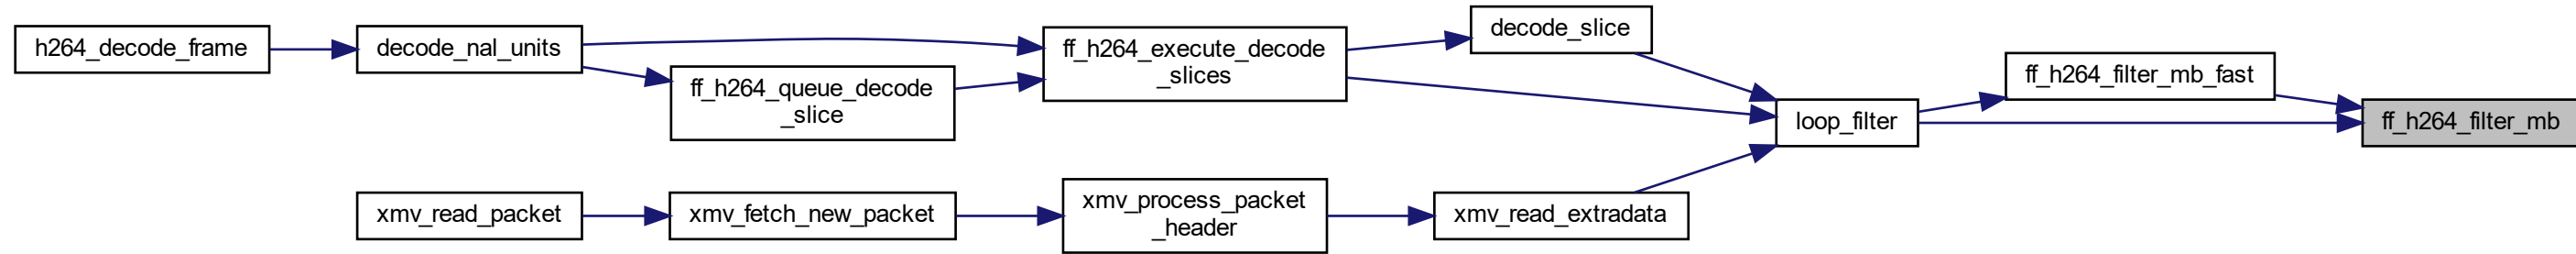 h264_decode_frame
decode_nal_units
ff_h264_queue_decode
_slice
ff_h264_execute_decode
_slices
decode_slice
loop_filter
ff_h264_filter_mb_fast
ff_h264_filter_mb
xmv_read_packet
xmv_fetch_new_packet
xmv_process_packet
_header
xmv_read_extradata